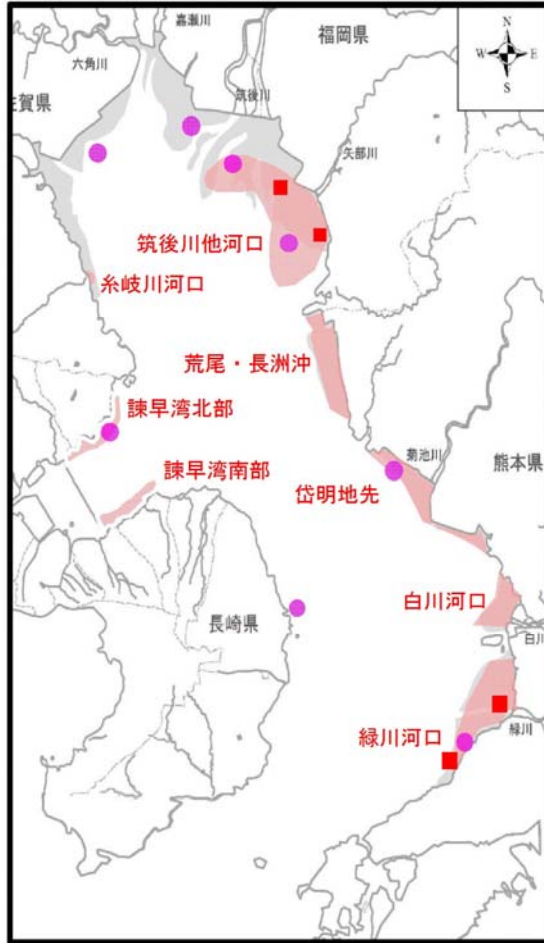 嘉瀬川
福岡県
N
W
E
S
六角川
佐賀県
筑後川
矢部川
筑後川他河口
糸岐川河口
荒尾・長洲沖
諫早湾北部
菊池川
熊本県
諫早湾南部
岱明地先
白川河口
長崎県
白川
緑川河口
緑川